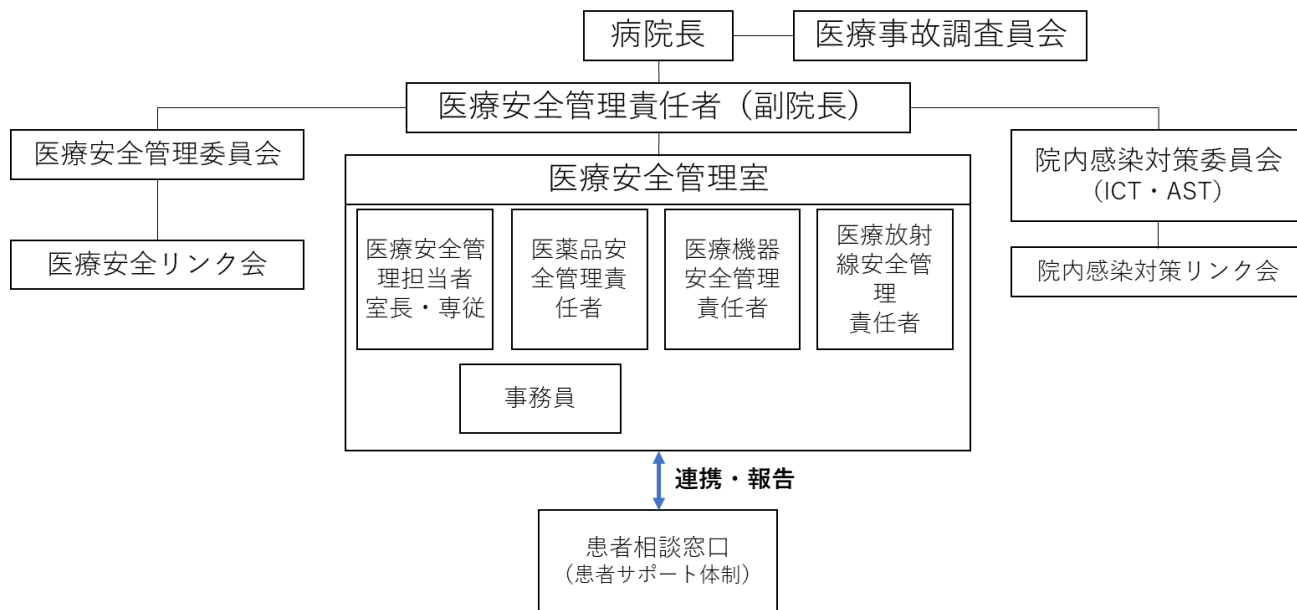 病院長
医療事故調査員会
医療安全管理責任者（副院長）
医療安全管理委員会
医療安全リンク会
医療安全管理室
医療安全管
理担当者
室長・専従
医薬品安
全管理責
任者
医療機器
安全管理
責任者
医療放射
線安全管
理
責任者
事務員
院内感染対策委員会
（ICT・AST）
院内感染対策リンク会
連携・報告
患者相談窓口
（患者サポート体制）